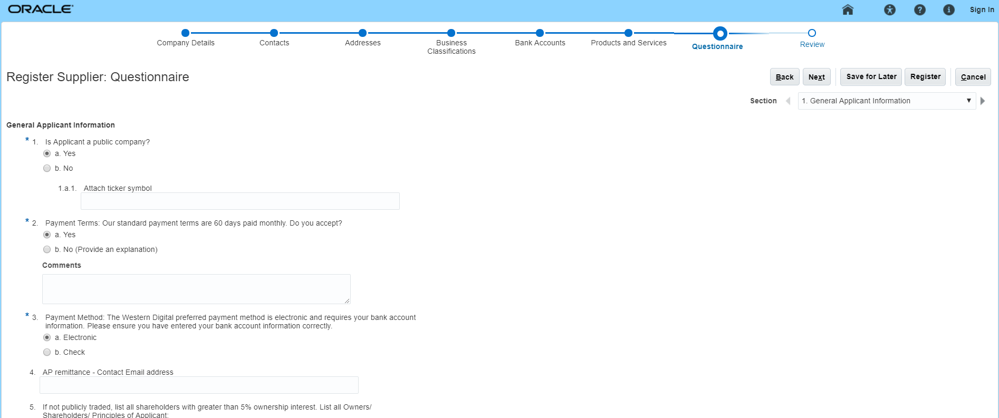 ORACLE
Sign In
Company Details
Contacts
Addresses
Business
Classifications
Bank Accounts
Products and Services
Questionnaire
Review
Register Supplier: Questionnaire
Back
Next
Save for Later
Register
Cancel
Section
1. General Applicant Information
General Applicant Information
* 1. Is Applicant a public company?
a. Yes
b. No
1.a.1. Attach ticker symbol
* 2. Payment Terms: Our standard payment terms are 60 days paid monthly. Do you accept?
a. Yes
b. No (Provide an explanation)
Comments
* 3. Payment Method: The Western Digital preferred payment method is electronic and requires your bank account
information. Please ensure you have entered your bank account information correctly.
a. Electronic
b. Check
4. AP remittance - Contact Email address
5. If not publicly traded, list all shareholders with greater than 5% ownership interest. List all Owners/
Shareholders/ Principles of Applicant: